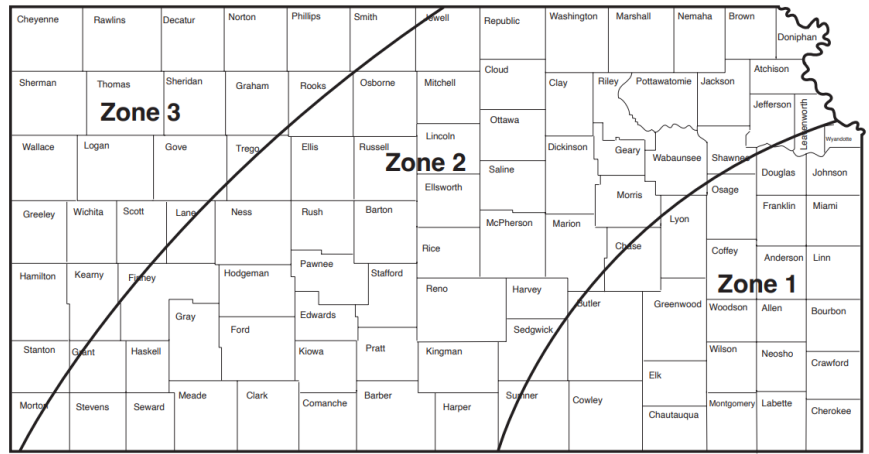 Cheyenne
Rawlins
Decatur
Norton
Phillips
Smith
Jewell
Republic
Washington
Marshall
Nemaha
Brown
Doniphan
Sherman
Thomas
Sheridan
Graham
Rooks
Osborne
Mitchell
Cloud
Clay
Riley
Pottawatomie
Jackson
Atchison
Jefferson
Leavenworth
Wyandotte
Zone 3
Wallace
Logan
Gove
Trego
Ellis
Russell
Lincoln
Ottawa
Zone 2
Ellsworth
Saline
Dickinson
Geary
Wabaunsee
Shawnee
Douglas
Johnson
Greeley
Wichita
Scott
Lane
Ness
Rush
Barton
Rice
McPherson
Marion
Morris
Chase
Lyon
Osage
Franklin
Miami
Hamilton
Kearny
Finney
Hodgeman
Pawnee
Stafford
Reno
Harvey
Butler
Greenwood
Coffey
Anderson
Linn
Zone 1
Gray
Ford
Edwards
Sedgwick
Woodson
Allen
Bourbon
Stanton
Grant
Haskell
Kiowa
Pratt
Kingman
Elk
Wilson
Neosho
Crawford
Morton
Stevens
Seward
Meade
Clark
Comanche
Barber
Harper
Sumner
Cowley
Chautauqua
Montgomery
Labette
Cherokee